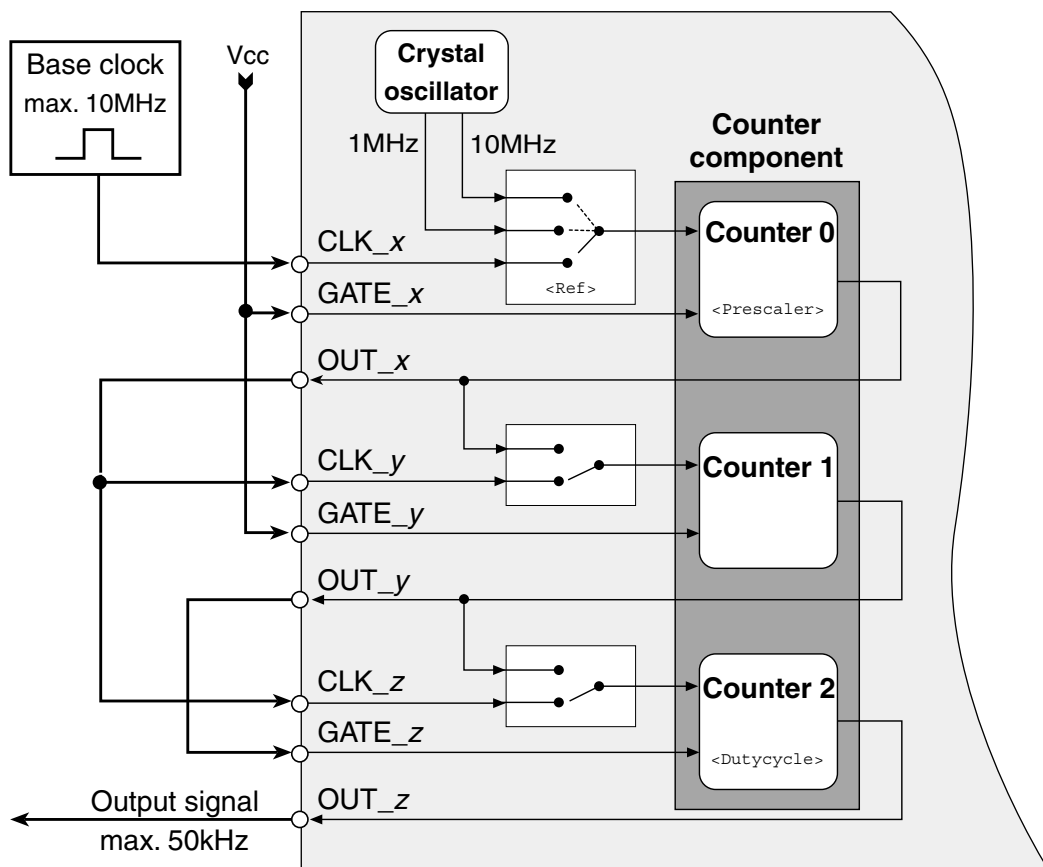 Base clock
max. 10MHz
Vcc
Crystal
oscillator
1MHz
10MHz
Counter
component
CLK_x
<Ref>
GATE_x
Counter 0
<Prescaler>
OUT_x
CLK_y
Counter 1
GATE_y
OUT_y
CLK_z
Counter 2
GATE_z
<Dutycycle>
OUT_z
Output signal
max. 50kHz